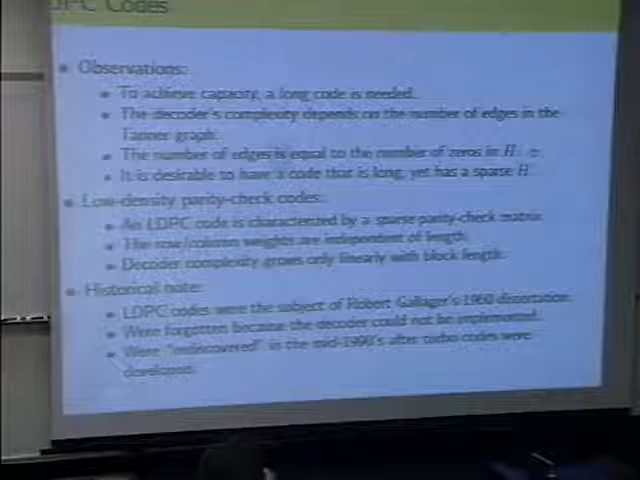 LDPC Codes
Observations:
To achieve capacity, a long code is needed.
The decoder's complexity depends on the number of edges in the
Tanner graph.
The number of edges is equal to the number of zeros in H.
It is desirable to have a code that is long, yet has a sparse H.
Low-density parity-check codes:
An LDPC code is characterized by a sparse parity-check matrix.
The row/column weights are independent of length.
Decoder complexity grows only linearly with block length.
Historical note:
LDPC codes were the subject of Robert Gallager's 1960 dissertation.
Were forgotten because the decoder could not be implemented.
Were "rediscovered" in the mid-1990's after turbo codes were
developed.